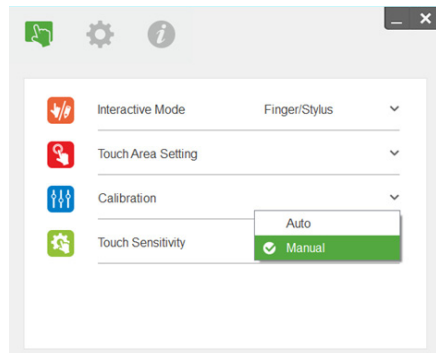 Interactive Mode Finger/Stylus
Touch Area Setting
Calibration
Auto
Touch Sensitivity Manual